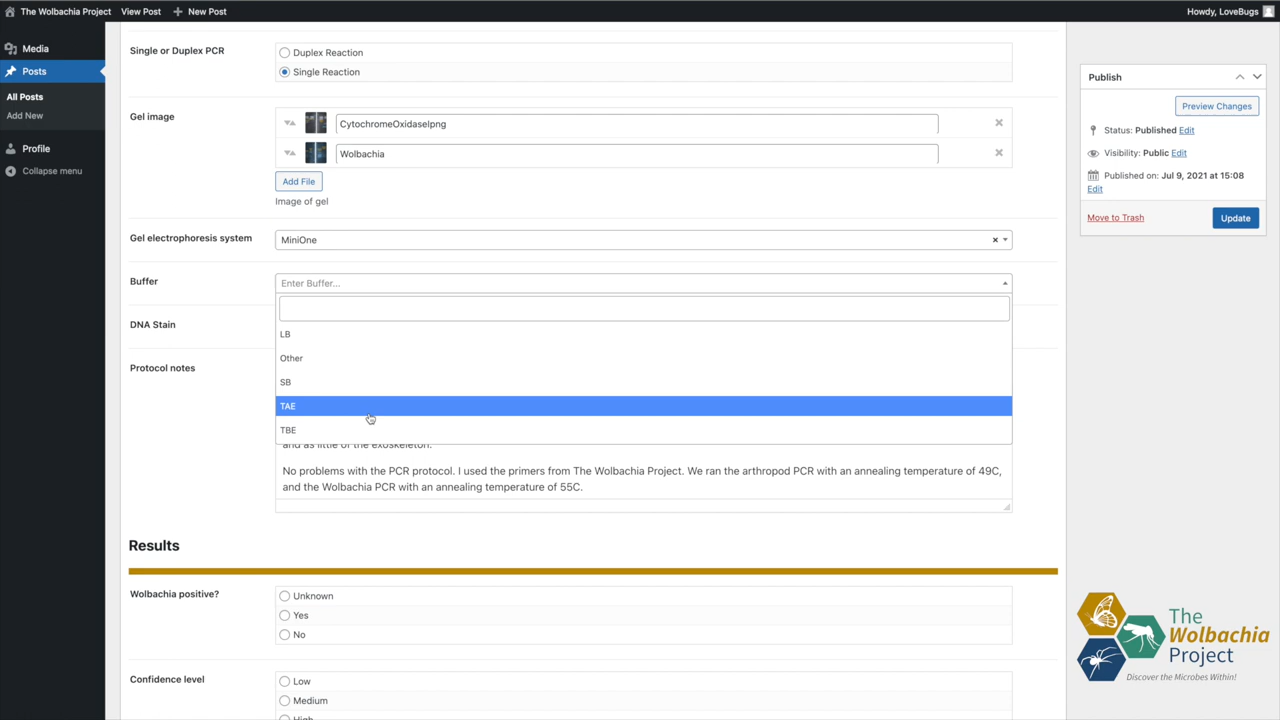 The Wolbachia Project
View Post
New Post
Howdy, LoveBugs
Media
Posts
All Posts
Add New
Profile
Collapse menu
Single or Duplex PCR
Duplex Reaction
Single Reaction
Gel image
CytochromeOxidaseIpng
Wolbachia
Add File
Image of gel
Gel electrophoresis system
MiniOne
Buffer
Enter Buffer...
LB
Other
SB
TAE
TBE
DNA Stain
Protocol notes
and as little of the exoskeleton.
No problems with the PCR protocol. I used the primers from The Wolbachia Project. We ran the arthropod PCR with an annealing temperature of 49C,
and the Wolbachia PCR with an annealing temperature of 55C.
Results
Wolbachia positive?
Unknown
Yes
No
Confidence level
Low
Medium
High
Publish
Preview Changes
Status: Published Edit
Visibility: Public Edit
Published on: Jul 9, 2021 at 15:08
Edit
Move to Trash
Update
The
Wolbachia
Project
Discover the Microbes Within!